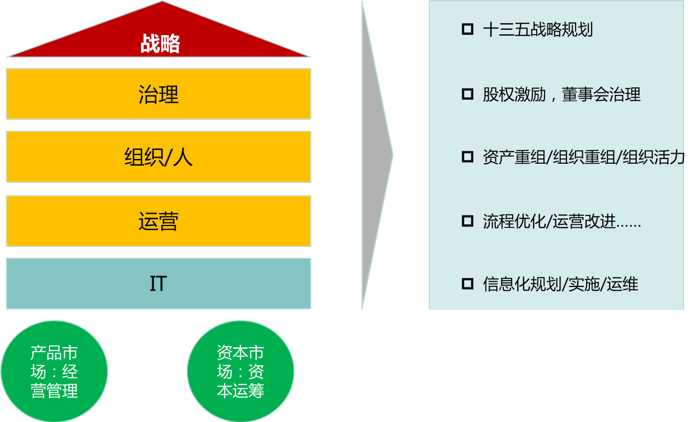 战略
治理
组织/人
运营
IT
产品市
场：经
营管理
资本市
场：资
本运筹
十三五战略规划
股权激励，董事会治理
资产重组/组织重组/组织活力
流程优化/运营改进……
信息化规划/实施/运维